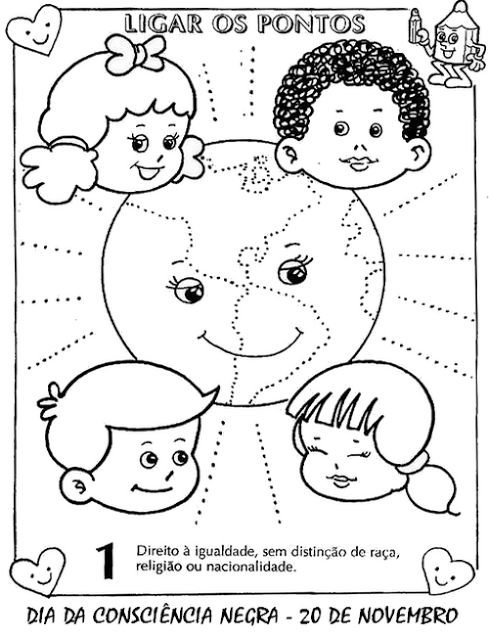 LIGAR OS PONTOS
1 Direito à igualdade, sem distinção de raça,
religião ou nacionalidade.
DIA DA CONSCIÊNCIA NEGRA - 20 DE NOVEMBRO